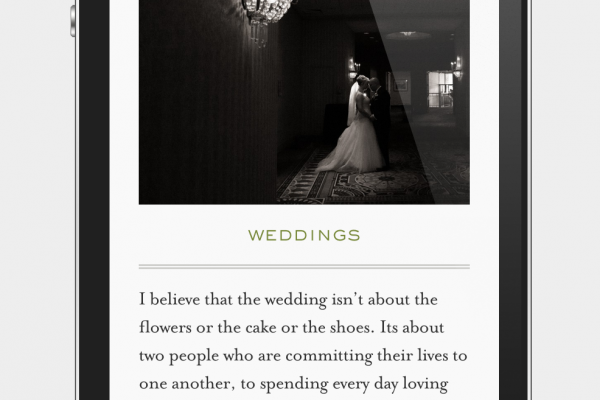 WEDDINGS
I believe that the wedding isn't about the
flowers or the cake or the shoes. Its about
two people who are committing their lives to
one another, to spending every day loving